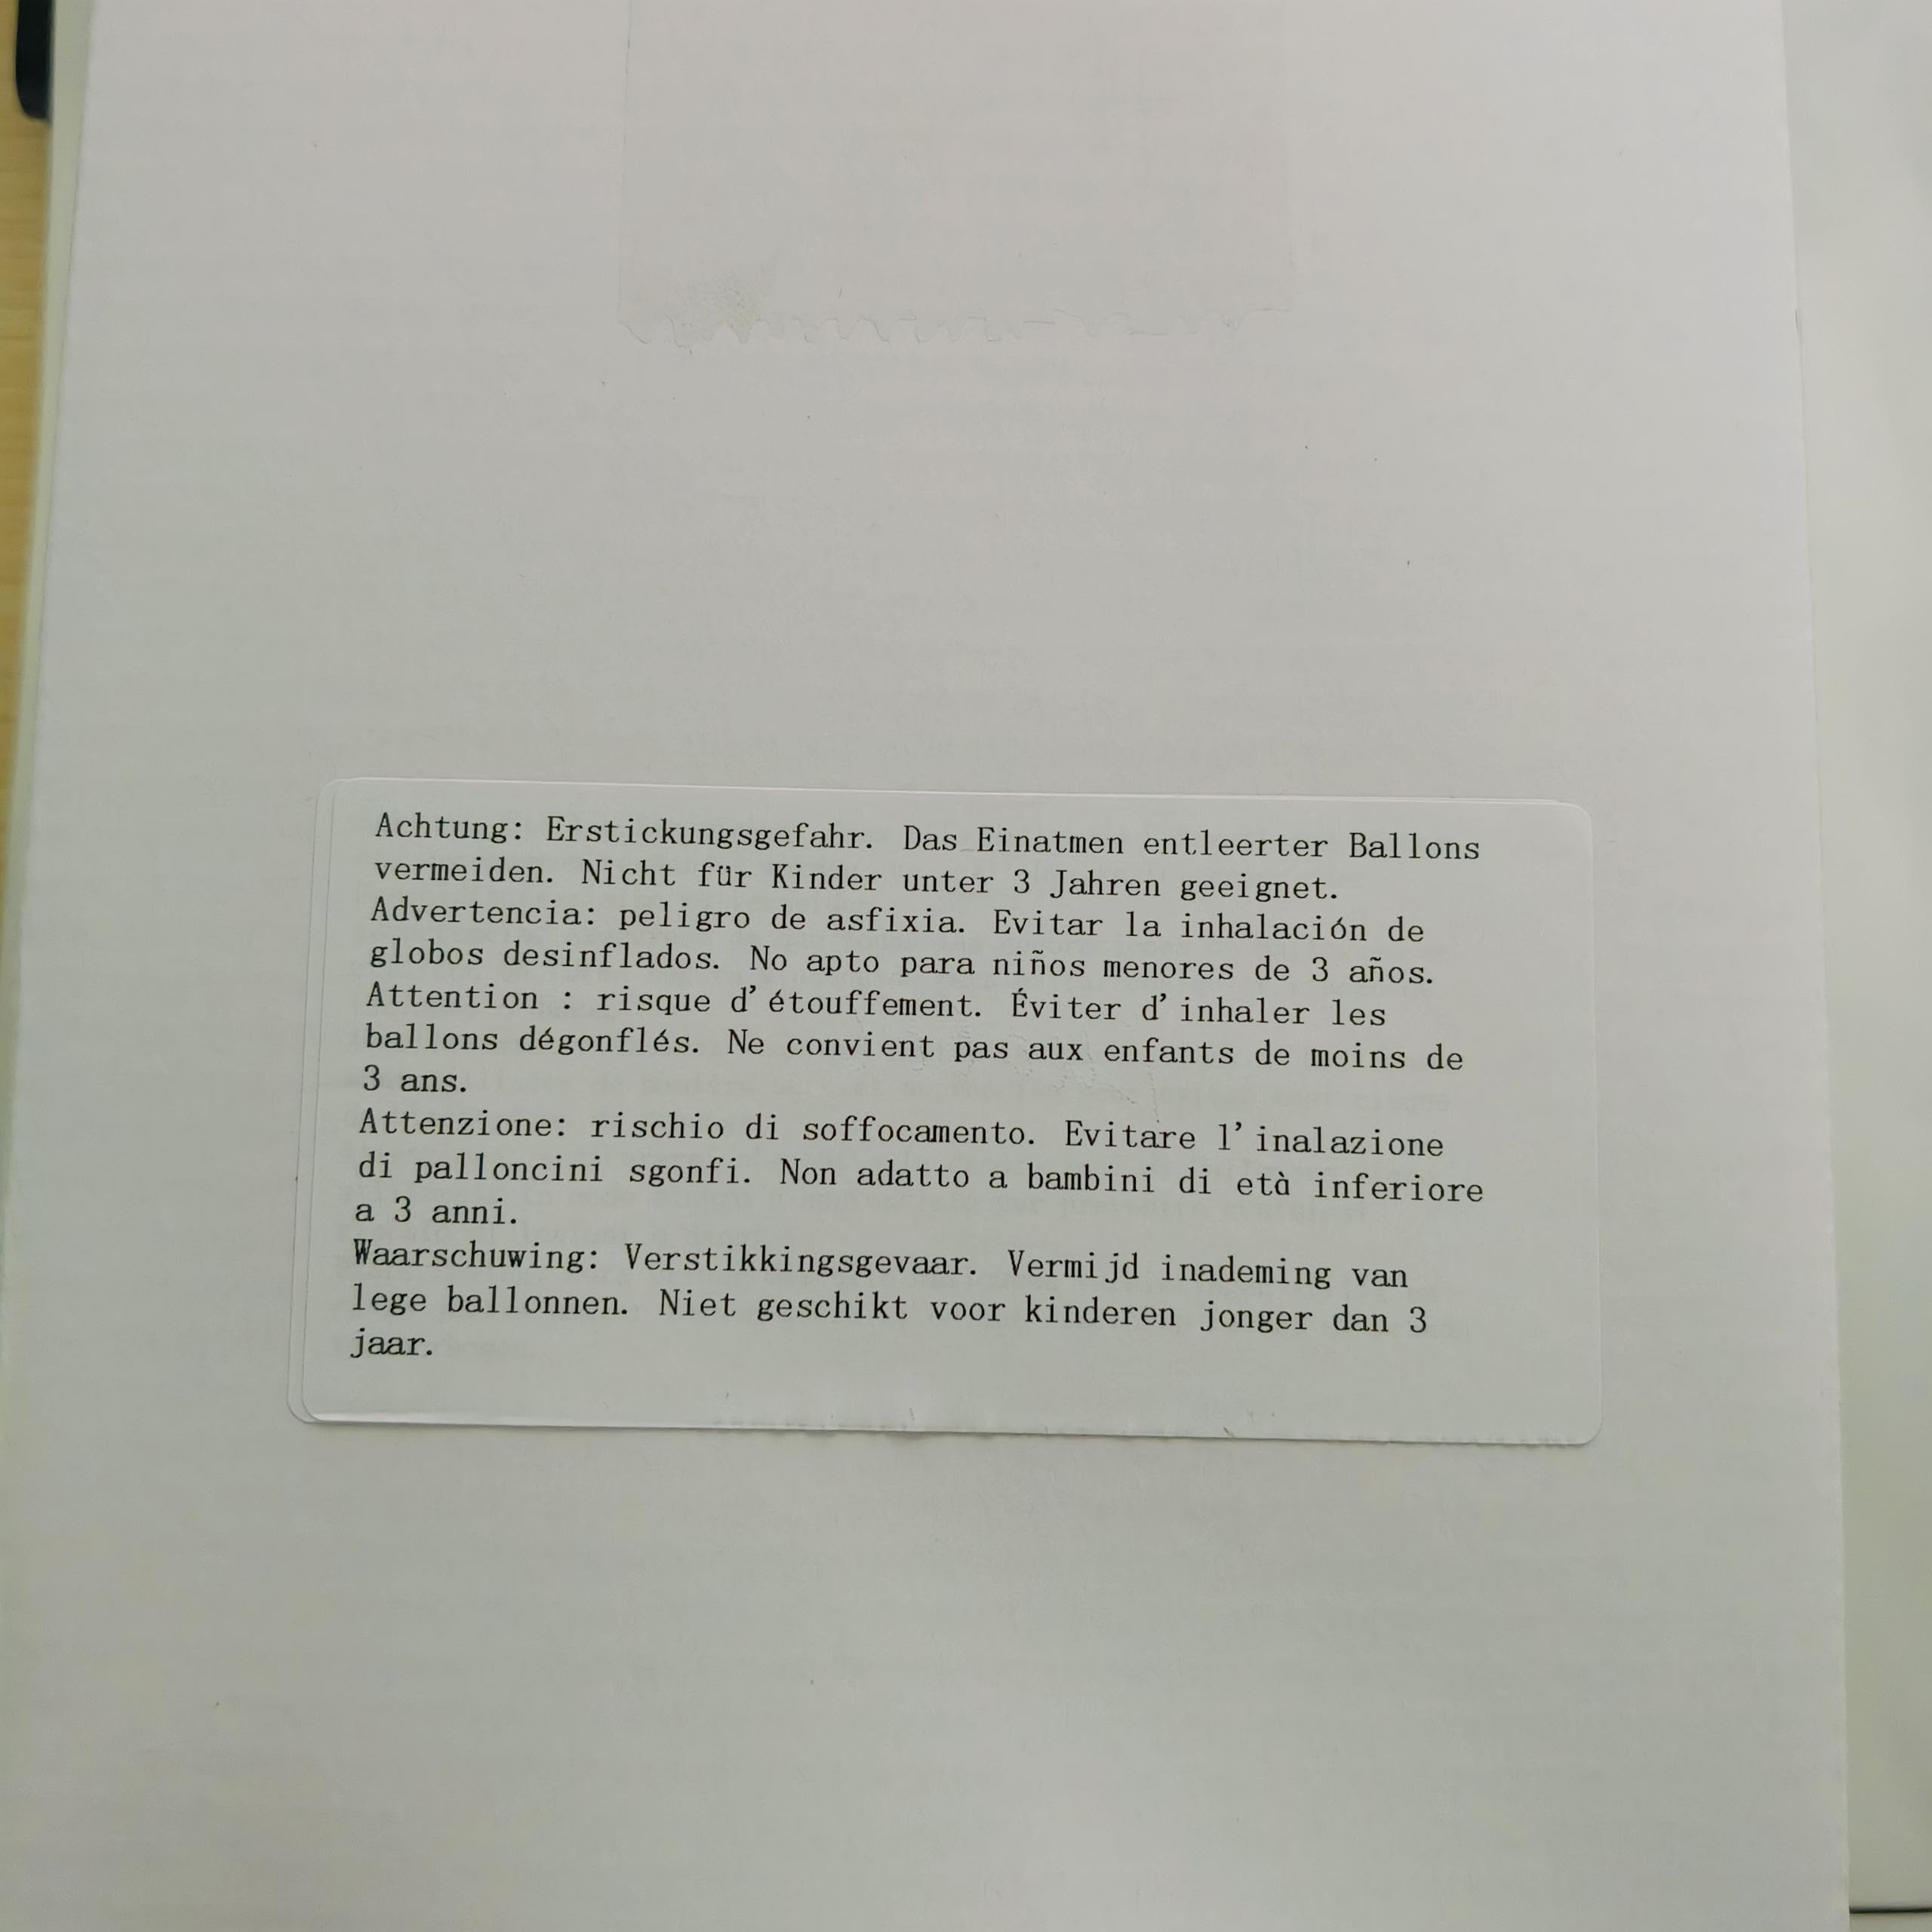 Achtung: Erstickungsgefahr. Das Einatmen entleerter Ballons
vermeiden. Nicht für Kinder unter 3 Jahren geeignet.
Advertencia: peligro de asfixia. Evitar la inhalación de
globos desinflados. No apto para niños menores de 3 años.
Attention : risque d’étouffement. Éviter d’inhaler les
ballons dégonflés. Ne convient pas aux enfants de moins de
3 ans.
Attenzione: rischio di soffocamento. Evitare l’inalazione
di palloncini sgonfi. Non adatto a bambini di età inferiore
a 3 anni.
Waarschuwing: Verstikkingsgevaar. Vermijd inademing van
lege ballonnen. Niet geschikt voor kinderen jonger dan 3
jaar.